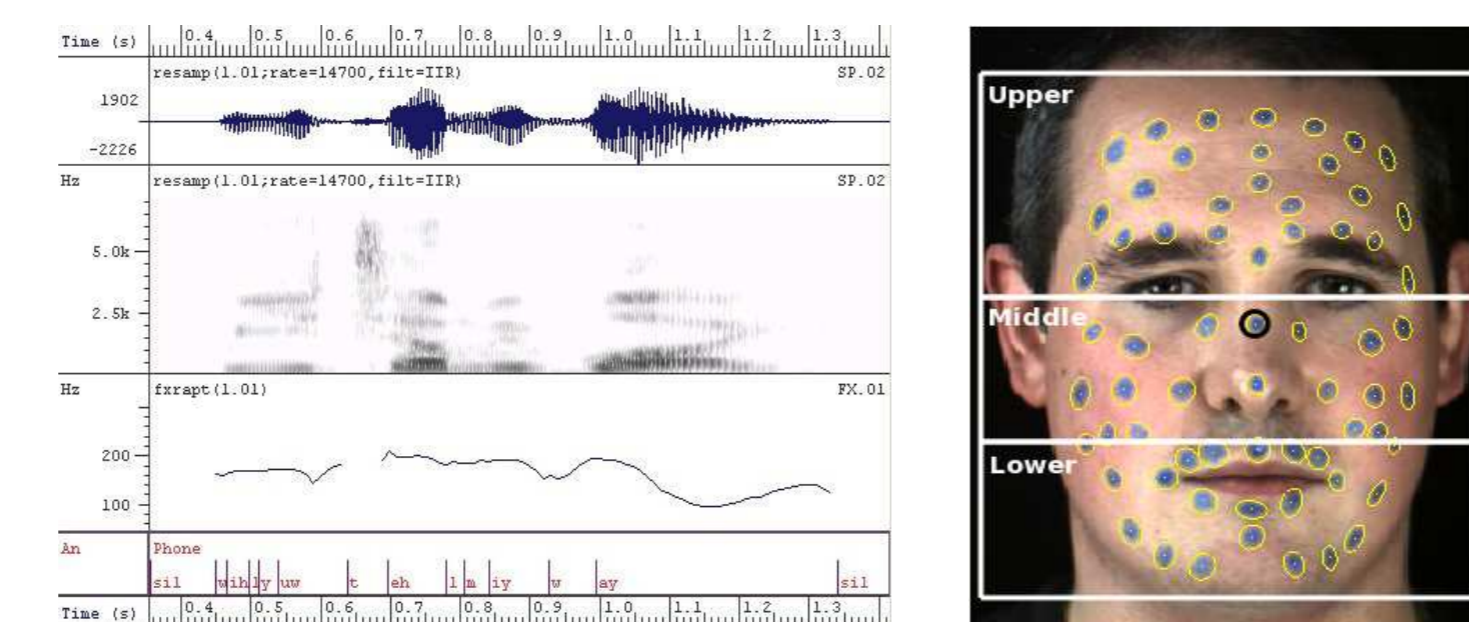 Time (s) 0.4 0.5 0.6 0.7 0.8 0.9 1.0 1.1 1.2 1.3
resamp(1.01;rate=14700,filt=IIR) SP.02
1902
-2226
Hz resamp(1.01;rate=14700,filt=IIR) SP.02
5.0k
2.5k
Hz fxrapt(1.01) FX.01
200
100
An Phone
sil w ih l y uw t eh l m iy w ay sil
Time (s) 0.4 0.5 0.6 0.7 0.8 0.9 1.0 1.1 1.2 1.3
Upper
Middle
Lower